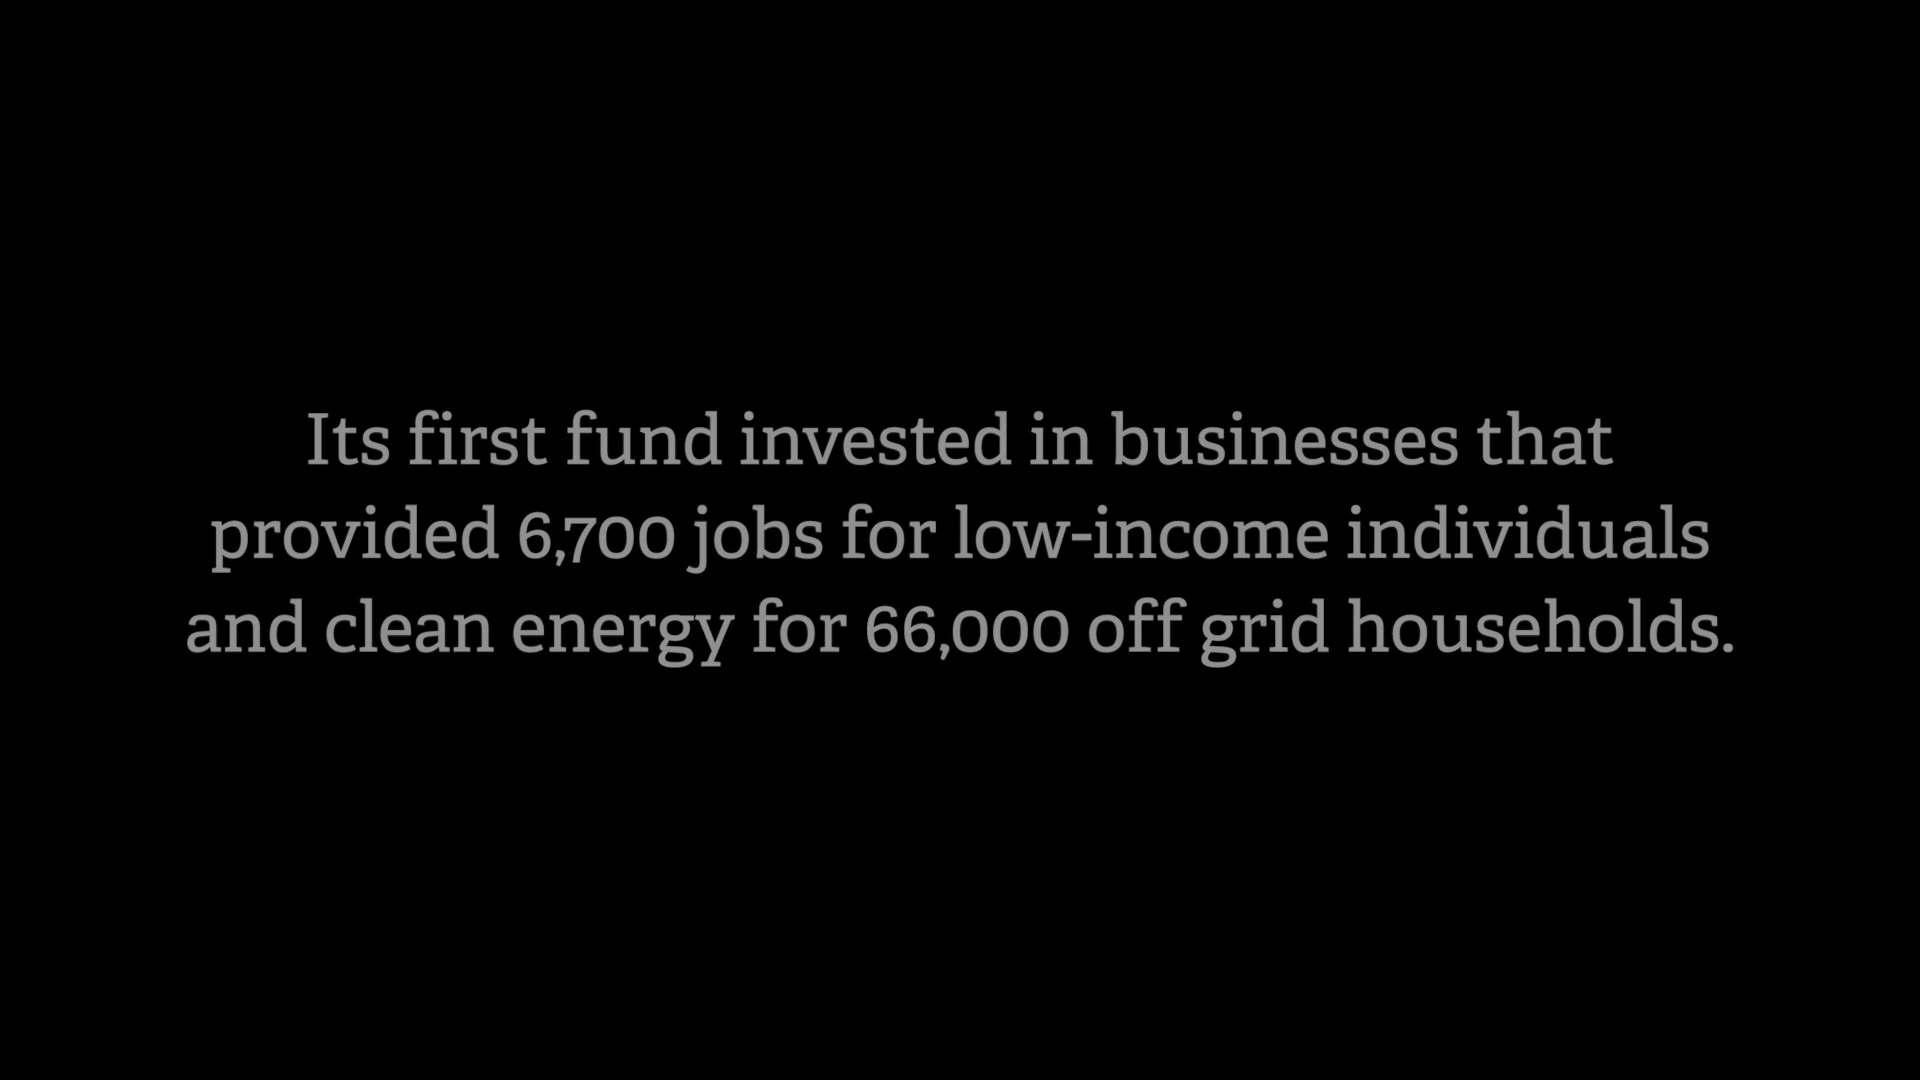 Its first fund invested in businesses that
provided 6,700 jobs for low-income individuals
and clean energy for 66,000 off grid households.